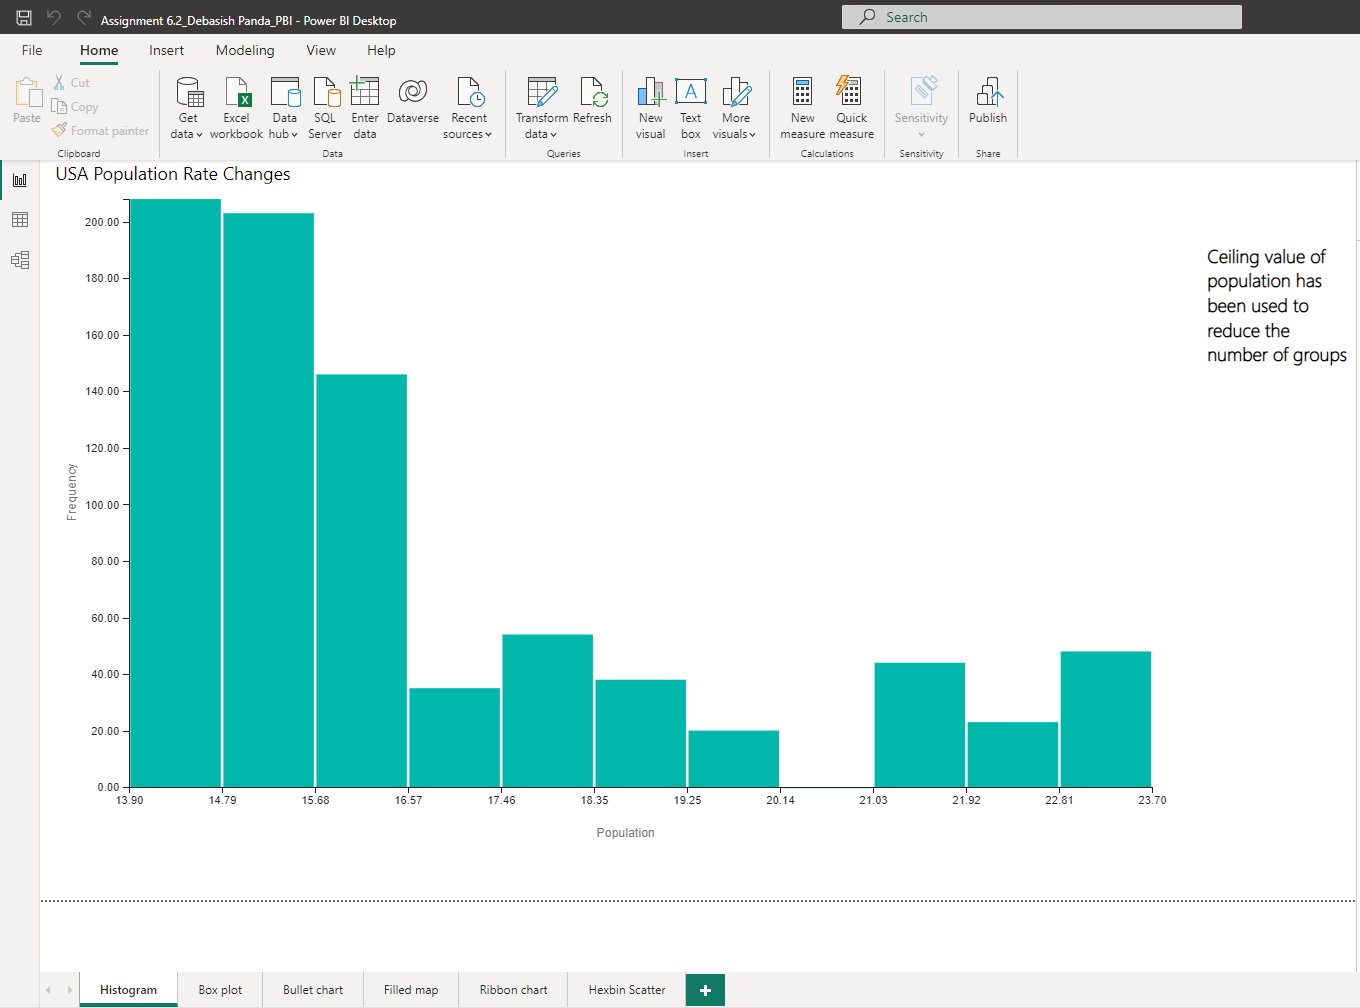 Assignment 6.2_Debasish Panda_PBI - Power BI Desktop
Search
File Home Insert Modeling View Help
Paste
Cut
Copy
Format painter
Clipboard
Get data
Excel workbook
Data hub
SQL Server
Enter data
Dataverse
Recent sources
Data
Transform data
Refresh
Queries
New visual
Text box
More visuals
Insert
New measure
Quick measure
Calculations
Sensitivity
Sensitivity
Publish
Share
USA Population Rate Changes
200.00
180.00
160.00
140.00
120.00
100.00
80.00
60.00
40.00
20.00
0.00
Frequency
13.90 14.79 15.68 16.57 17.46 18.35 19.25 20.14 21.03 21.92 22.81 23.70
Population
Ceiling value of
population has
been used to
reduce the
number of groups
Histogram Box plot Bullet chart Filled map Ribbon chart Hexbin Scatter